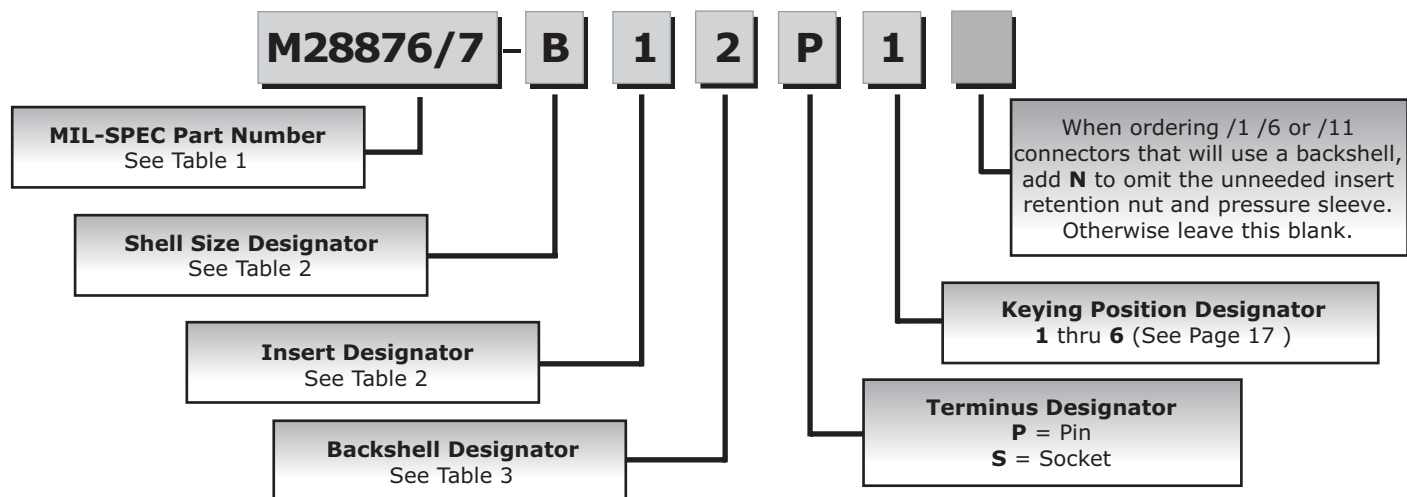 M28876/7 - B 1 2 P 1
MIL-SPEC Part Number
See Table 1
Shell Size Designator
See Table 2
Insert Designator
See Table 2
Backshell Designator
See Table 3
When ordering /1 /6 or /11
connectors that will use a backshell,
add N to omit the unneeded insert
retention nut and pressure sleeve.
Otherwise leave this blank.
Keying Position Designator
1 thru 6 (See Page 17 )
Terminus Designator
P = Pin
S = Socket